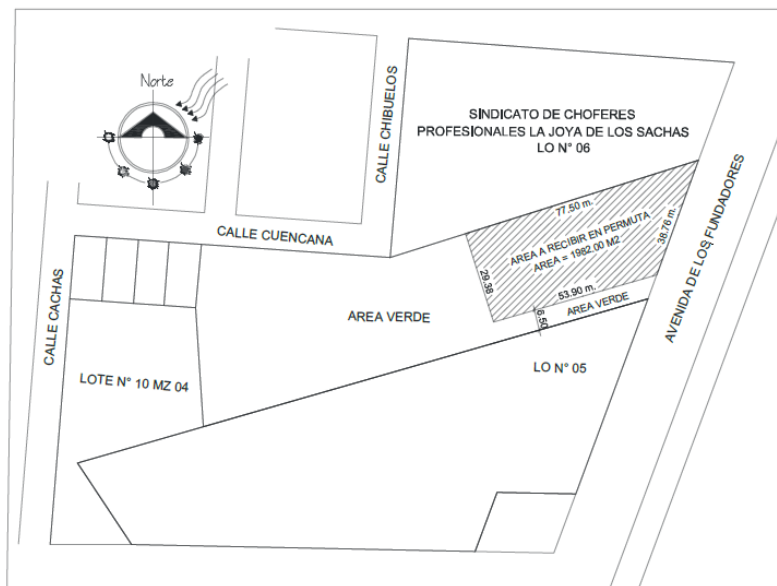 Norte
CALLE CHIBUELOS
SINDICATO DE CHOFERES
PROFESIONALES LA JOYA DE LOS SACHAS
LO N° 06
CALLE CUENCANA
77.50 m.
38.76 m.
AREA A RECIBIR EN PERMUTA
AREA = 1982.00 M2
29.38
53.90 m.
AREA VERDE
6.50
AREA VERDE
AVENIDA DE LOS FUNDADORES
CALLE CACHAS
LOTE N° 10 MZ 04
LO N° 05